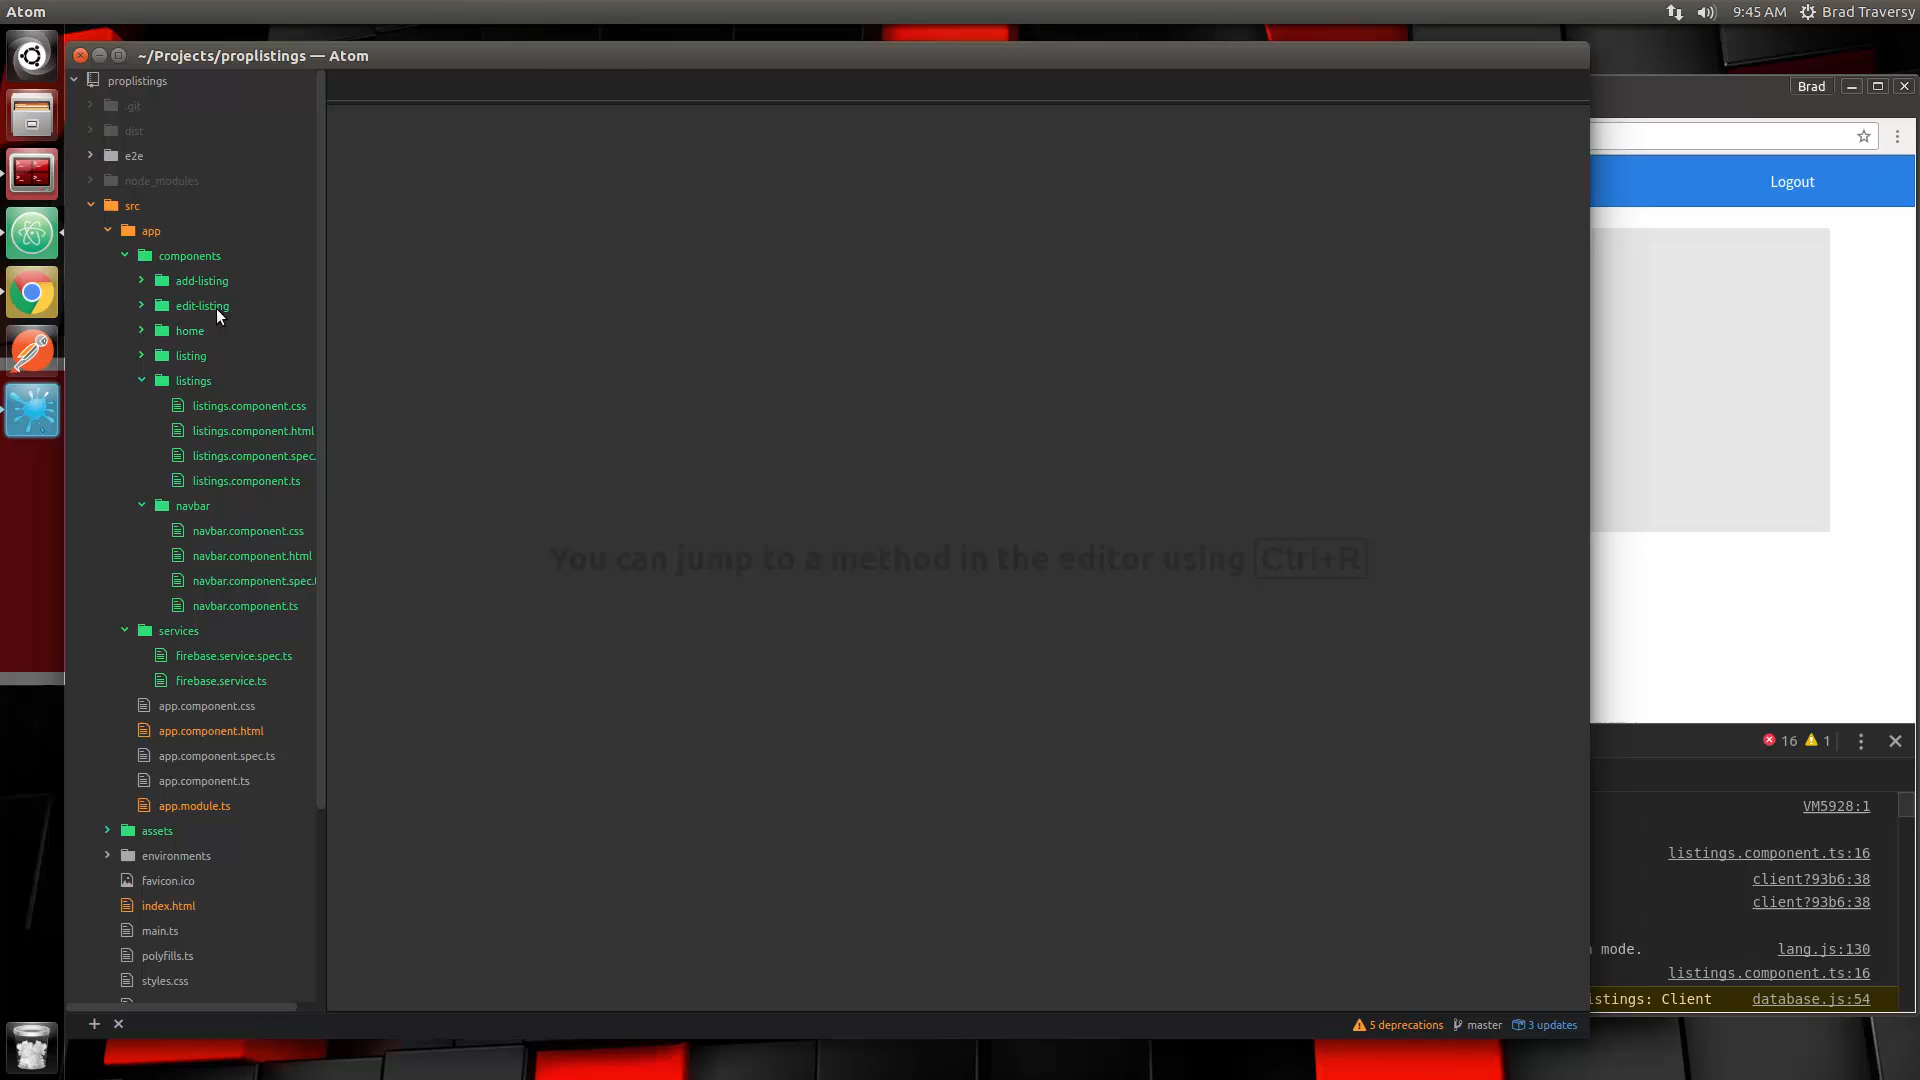 Atom
9:45 AM
Brad Traversy
~/Projects/proplistings — Atom
proplistings
.git
dist
e2e
node_modules
src
app
components
add-listing
edit-listing
home
listing
listings
listings.component.css
listings.component.html
listings.component.spec.
listings.component.ts
navbar
navbar.component.css
navbar.component.html
navbar.component.spec.t
navbar.component.ts
services
firebase.service.spec.ts
firebase.service.ts
app.component.css
app.component.html
app.component.spec.ts
app.component.ts
app.module.ts
assets
environments
favicon.ico
index.html
main.ts
polyfills.ts
styles.css
You can jump to a method in the editor using Ctrl+R
5 deprecations
master
3 updates
Brad
Logout
16
1
VM5928:1
listings.component.ts:16
client?93b6:38
client?93b6:38
mode.
lang.js:130
listings.component.ts:16
istings: Client
database.js:54